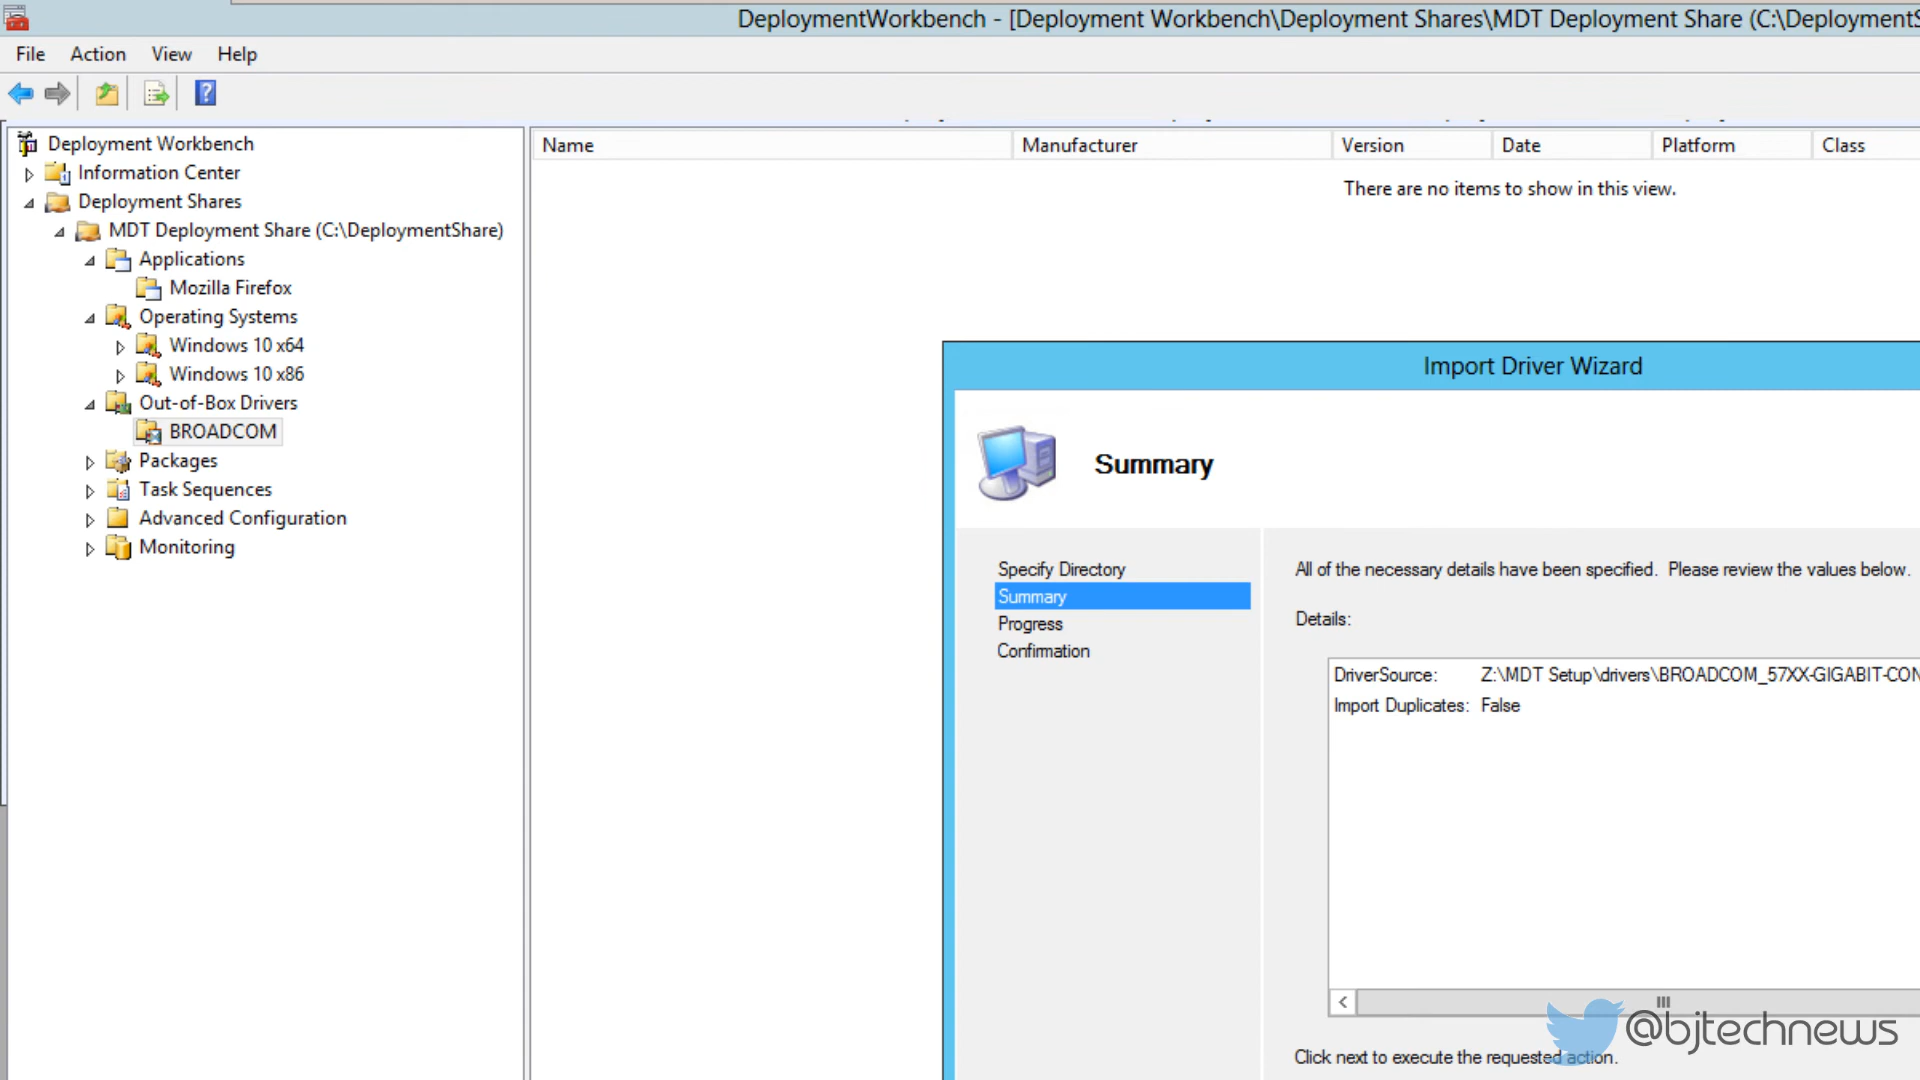 DeploymentWorkbench - [Deployment Workbench\Deployment Shares\MDT Deployment Share (C:\DeploymentS
File Action View Help
Deployment Workbench
Information Center
Deployment Shares
MDT Deployment Share (C:\DeploymentShare)
Applications
Mozilla Firefox
Operating Systems
Windows 10 x64
Windows 10 x86
Out-of-Box Drivers
BROADCOM
Packages
Task Sequences
Advanced Configuration
Monitoring
Name Manufacturer Version Date Platform Class
There are no items to show in this view.
Import Driver Wizard
Summary
Specify Directory
Summary
Progress
Confirmation
All of the necessary details have been specified. Please review the values below.
Details:
DriverSource: Z:\MDT Setup\drivers\BROADCOM_57XX-GIGABIT-CON
Import Duplicates: False
Click next to execute the requested action.
@bjtechnews